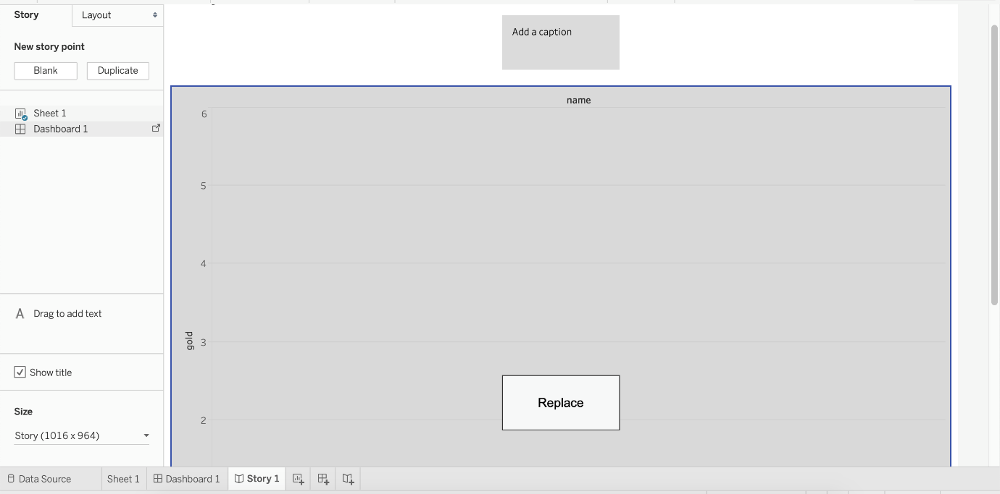 Story
Layout
New story point
Blank
Duplicate
Sheet 1
Dashboard 1
Drag to add text
Show title
Size
Story (1016 x 964)
Add a caption
name
6
5
4
3
2
gold
Replace
Data Source
Sheet 1
Dashboard 1
Story 1